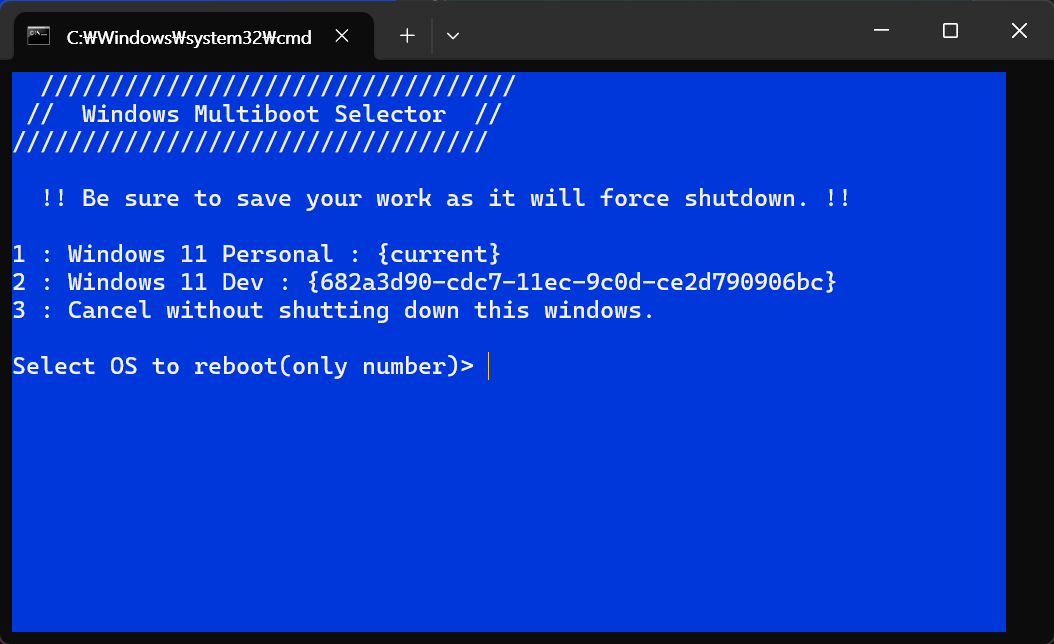 C:₩Windows₩system32₩cmd
//////////////////////////////////
//  Windows Multiboot Selector  //
//////////////////////////////////
!! Be sure to save your work as it will force shutdown. !!
1 : Windows 11 Personal : {current}
2 : Windows 11 Dev : {682a3d90-cdc7-11ec-9c0d-ce2d790906bc}
3 : Cancel without shutting down this windows.
Select OS to reboot(only number)>